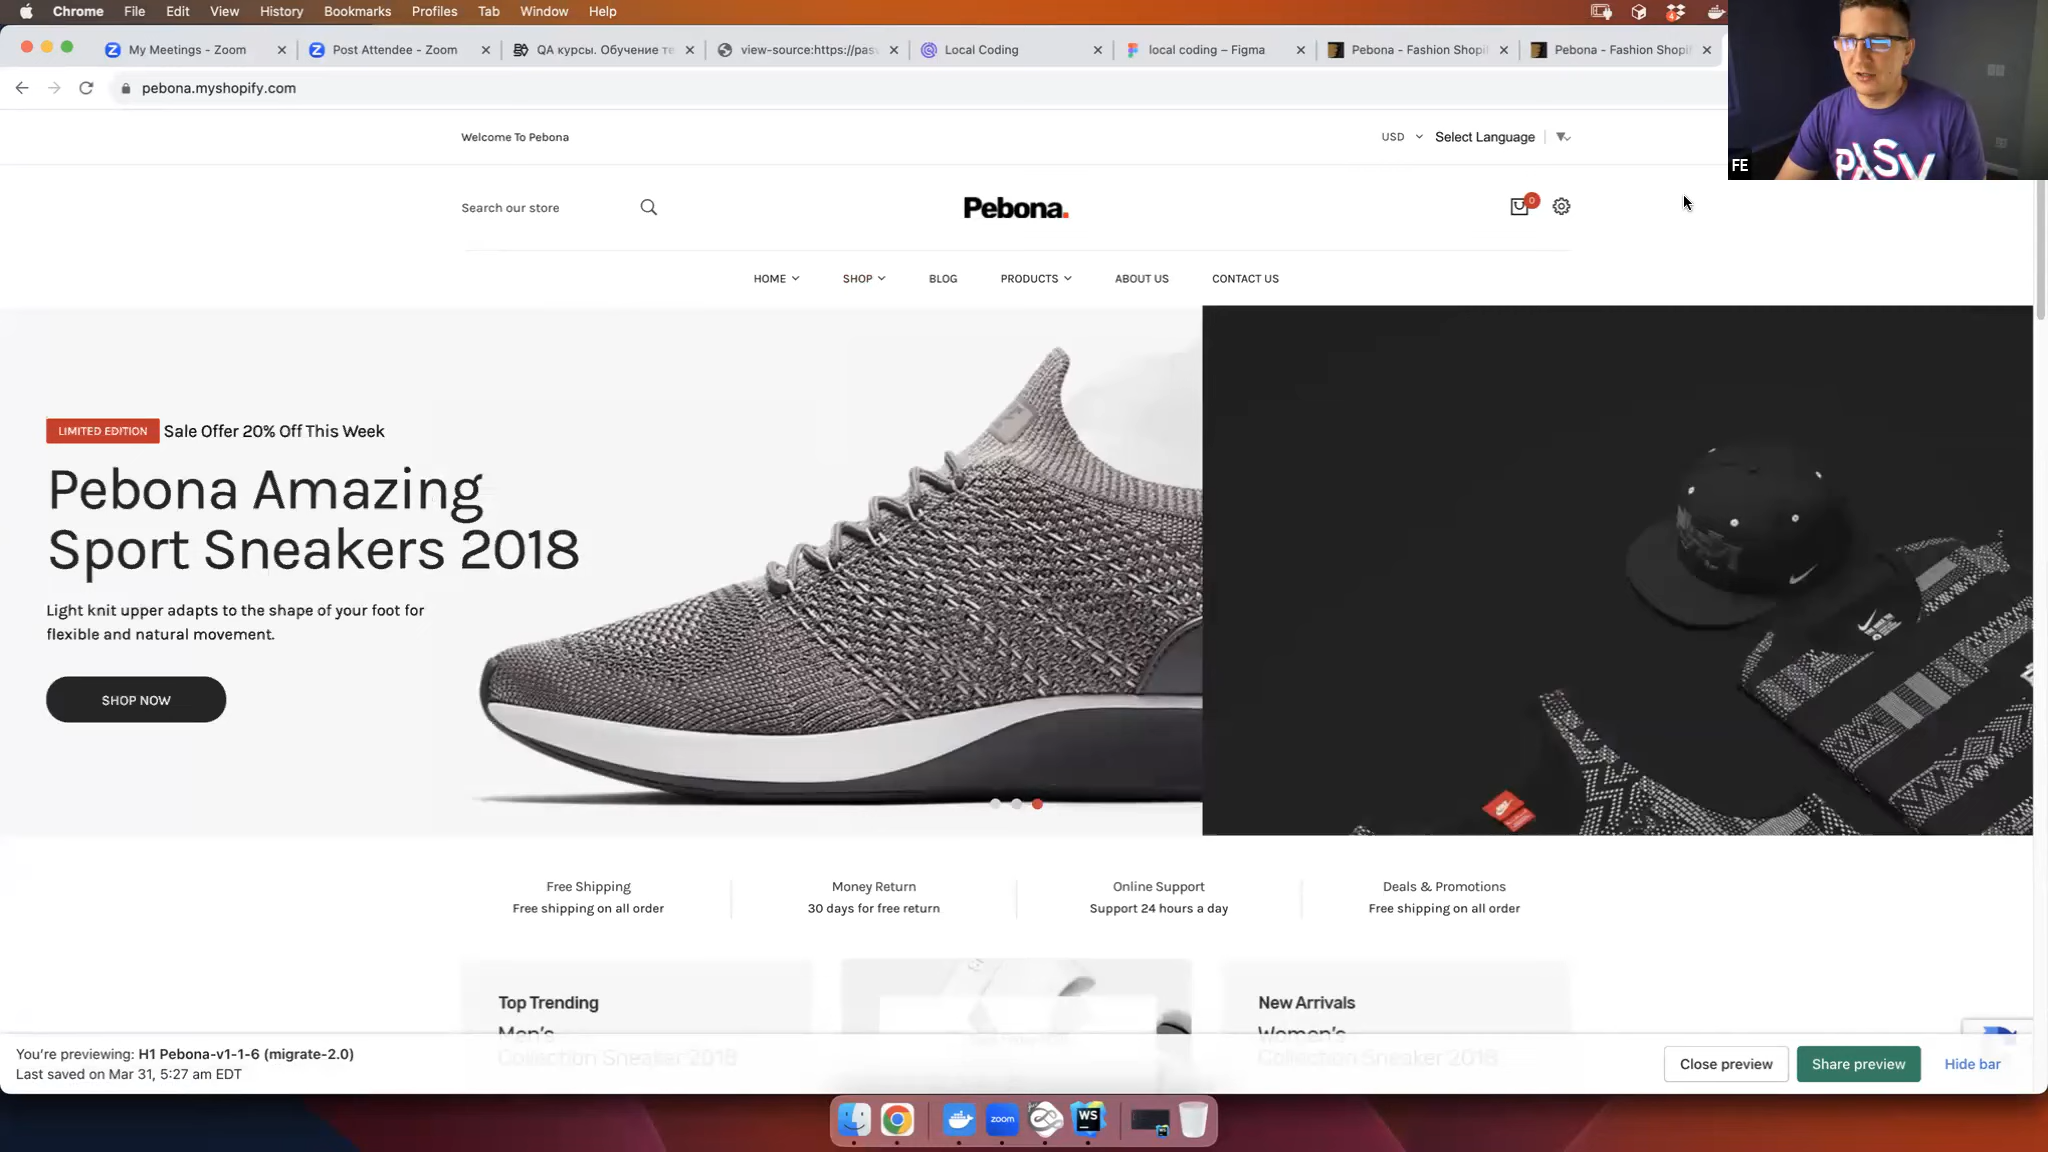 Chrome File Edit View History Bookmarks Profiles Tab Window Help
My Meetings - Zoom
Post Attendee - Zoom
QA курсы. Обучение те
view-source:https://pas
Local Coding
local coding – Figma
Pebona - Fashion Shopi
Pebona - Fashion Shopi
pebona.myshopify.com
FE
Welcome To Pebona
USD
Select Language
Search our store
Pebona.
0
HOME SHOP BLOG PRODUCTS ABOUT US CONTACT US
LIMITED EDITION Sale Offer 20% Off This Week
Pebona Amazing
Sport Sneakers 2018
Light knit upper adapts to the shape of your foot for
flexible and natural movement.
SHOP NOW
Free Shipping
Free shipping on all order
Money Return
30 days for free return
Online Support
Support 24 hours a day
Deals & Promotions
Free shipping on all order
Top Trending
Men's
Collection Sneaker 2018
New Arrivals
Women's
Collection Sneaker 2018
You're previewing: H1 Pebona-v1-1-6 (migrate-2.0)
Last saved on Mar 31, 5:27 am EDT
Close preview
Share preview
Hide bar
zoom
WS